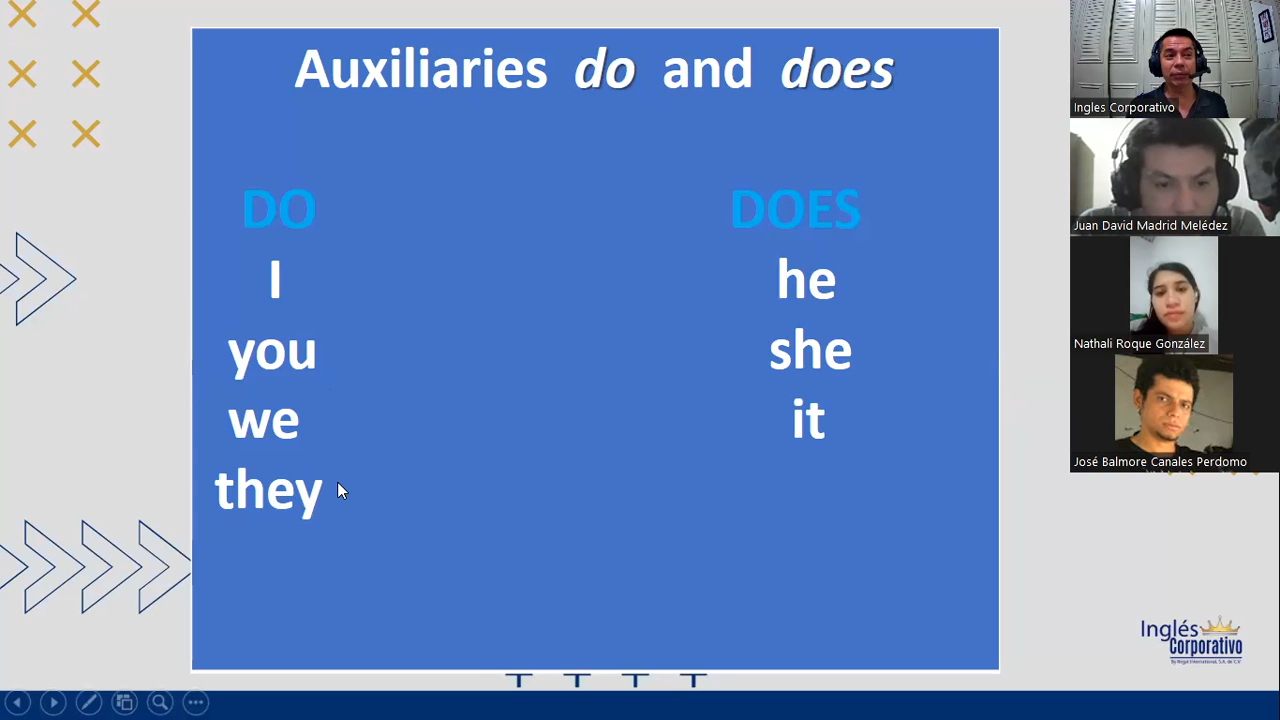 Auxiliaries do and does
DO
I
you
we
they
DOES
he
she
it
Ingles Corporativo
Juan David Madrid Melédez
Nathali Roque González
José Balmore Canales Perdomo
Inglés
Corporativo